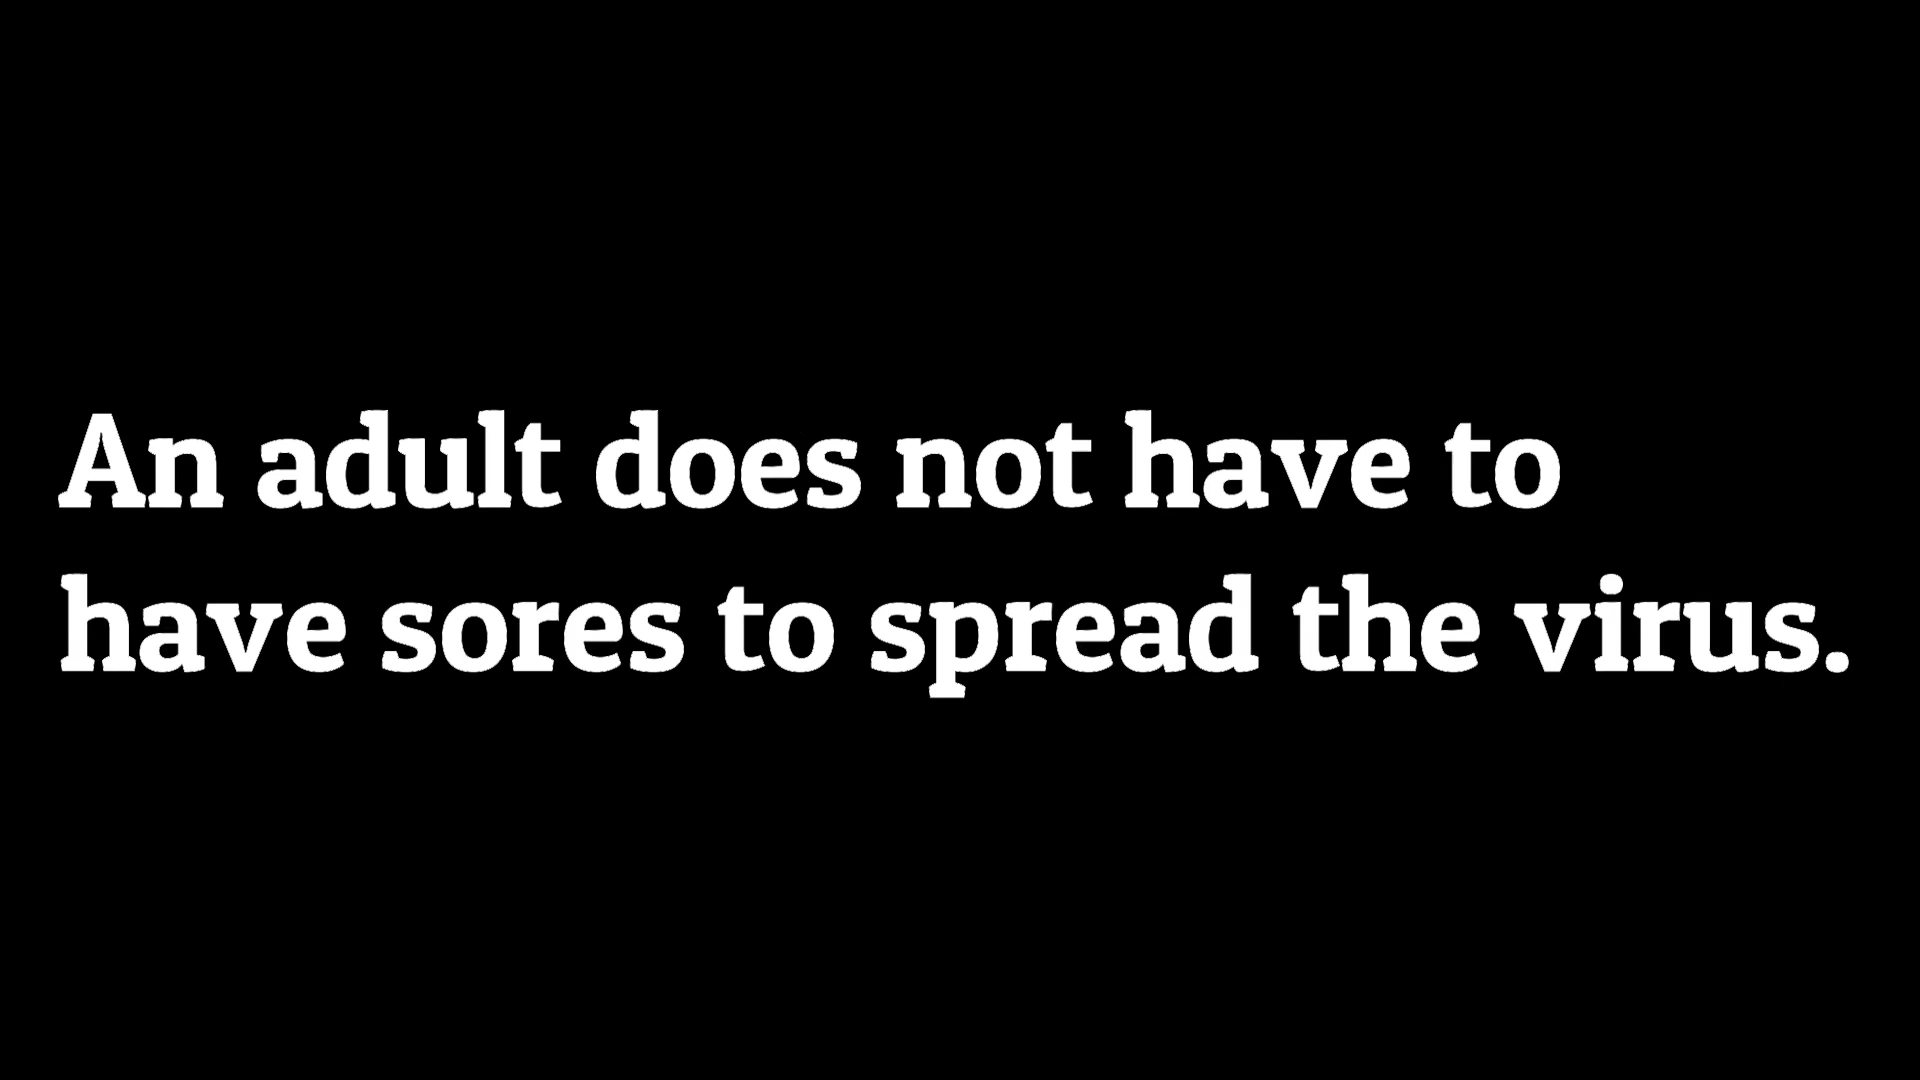 An adult does not have to
have sores to spread the virus.